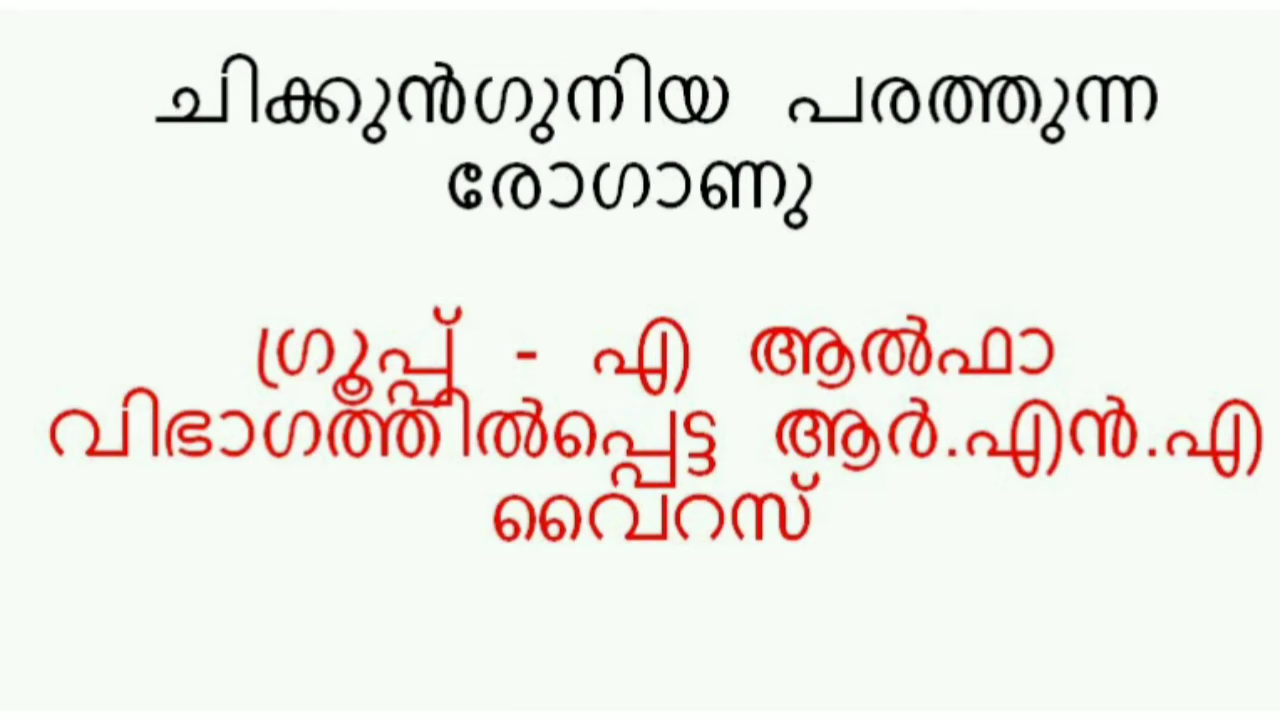 ചിക്കുൻഗുനിയ പരത്തുന്ന
രോഗാണു
ഗ്രൂപ്പ് - എ ആൽഫാ
വിഭാഗത്തിൽപ്പെട്ട ആർ.എൻ.എ
വൈറസ്